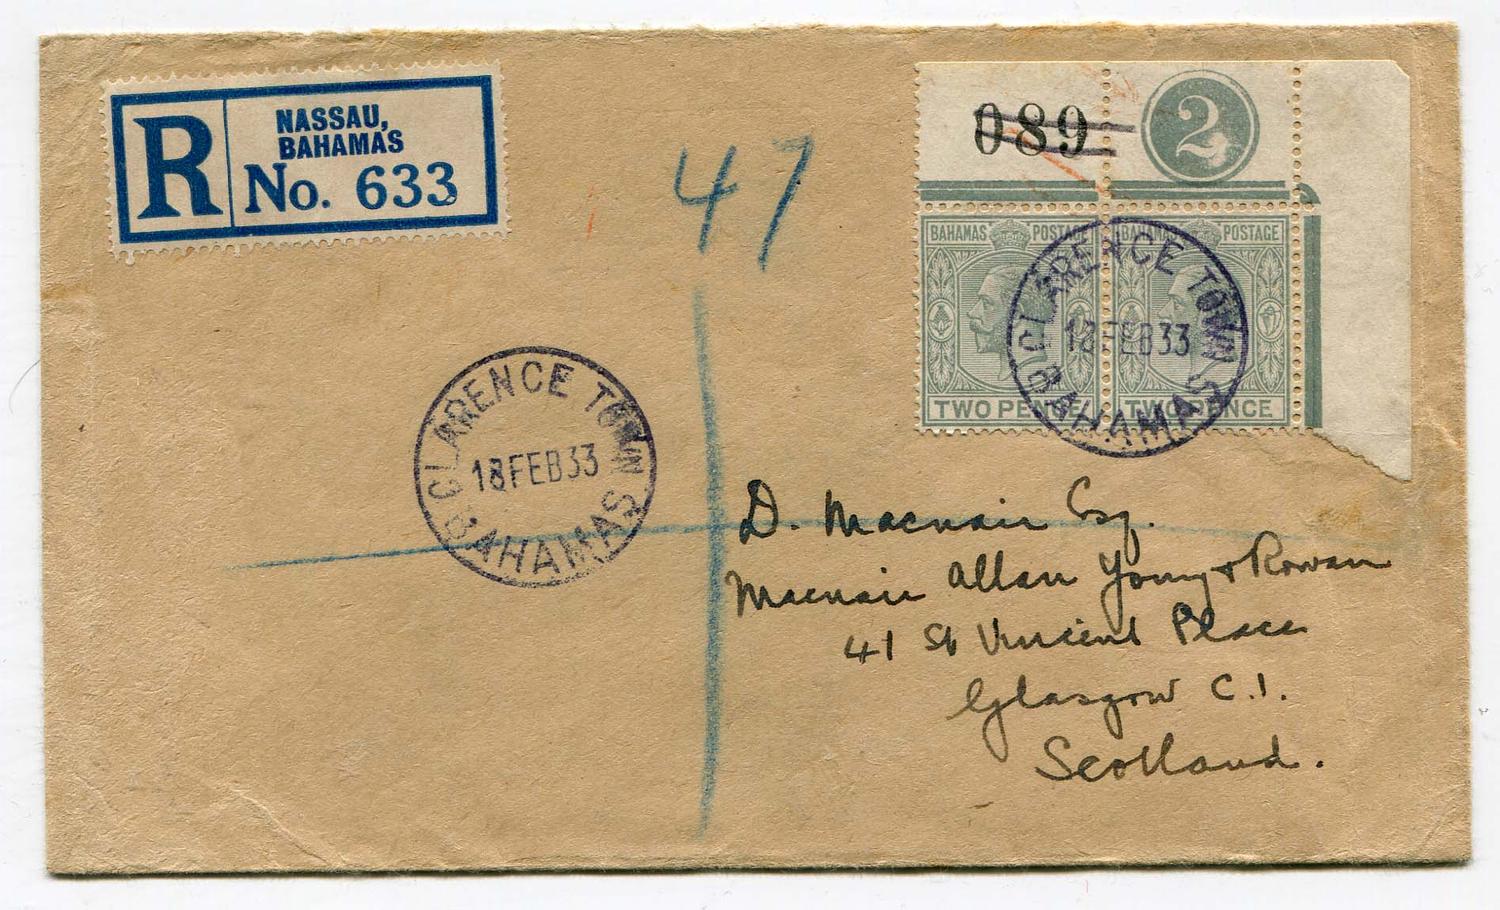 R
NASSAU,
BAHAMAS
No. 633
47
089
2
BAHAMAS POSTAGE
BAHAMAS POSTAGE
TWO PENCE
TWO PENCE
CLARENCE TOWN
18 FEB 33
BAHAMAS
CLARENCE TOWN
18 FEB 33
BAHAMAS
D. Macnair Esq.
Macnair Allan Young & Rowan
41 St Vincent Place
Glasgow C.1.
Scotland.